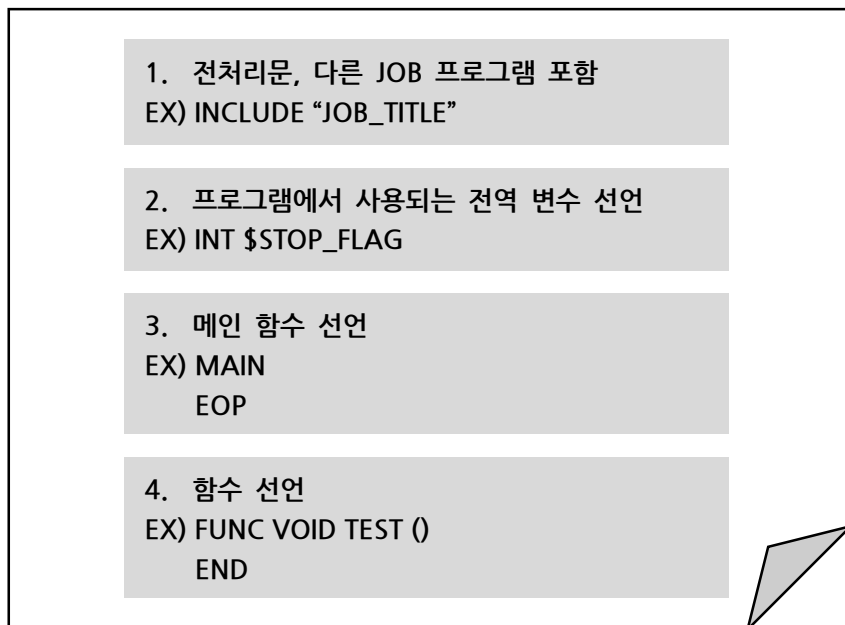 1. 전처리문, 다른 JOB 프로그램 포함
EX) INCLUDE “JOB_TITLE”
2. 프로그램에서 사용되는 전역 변수 선언
EX) INT $STOP_FLAG
3. 메인 함수 선언
EX) MAIN
EOP
4. 함수 선언
EX) FUNC VOID TEST ()
END